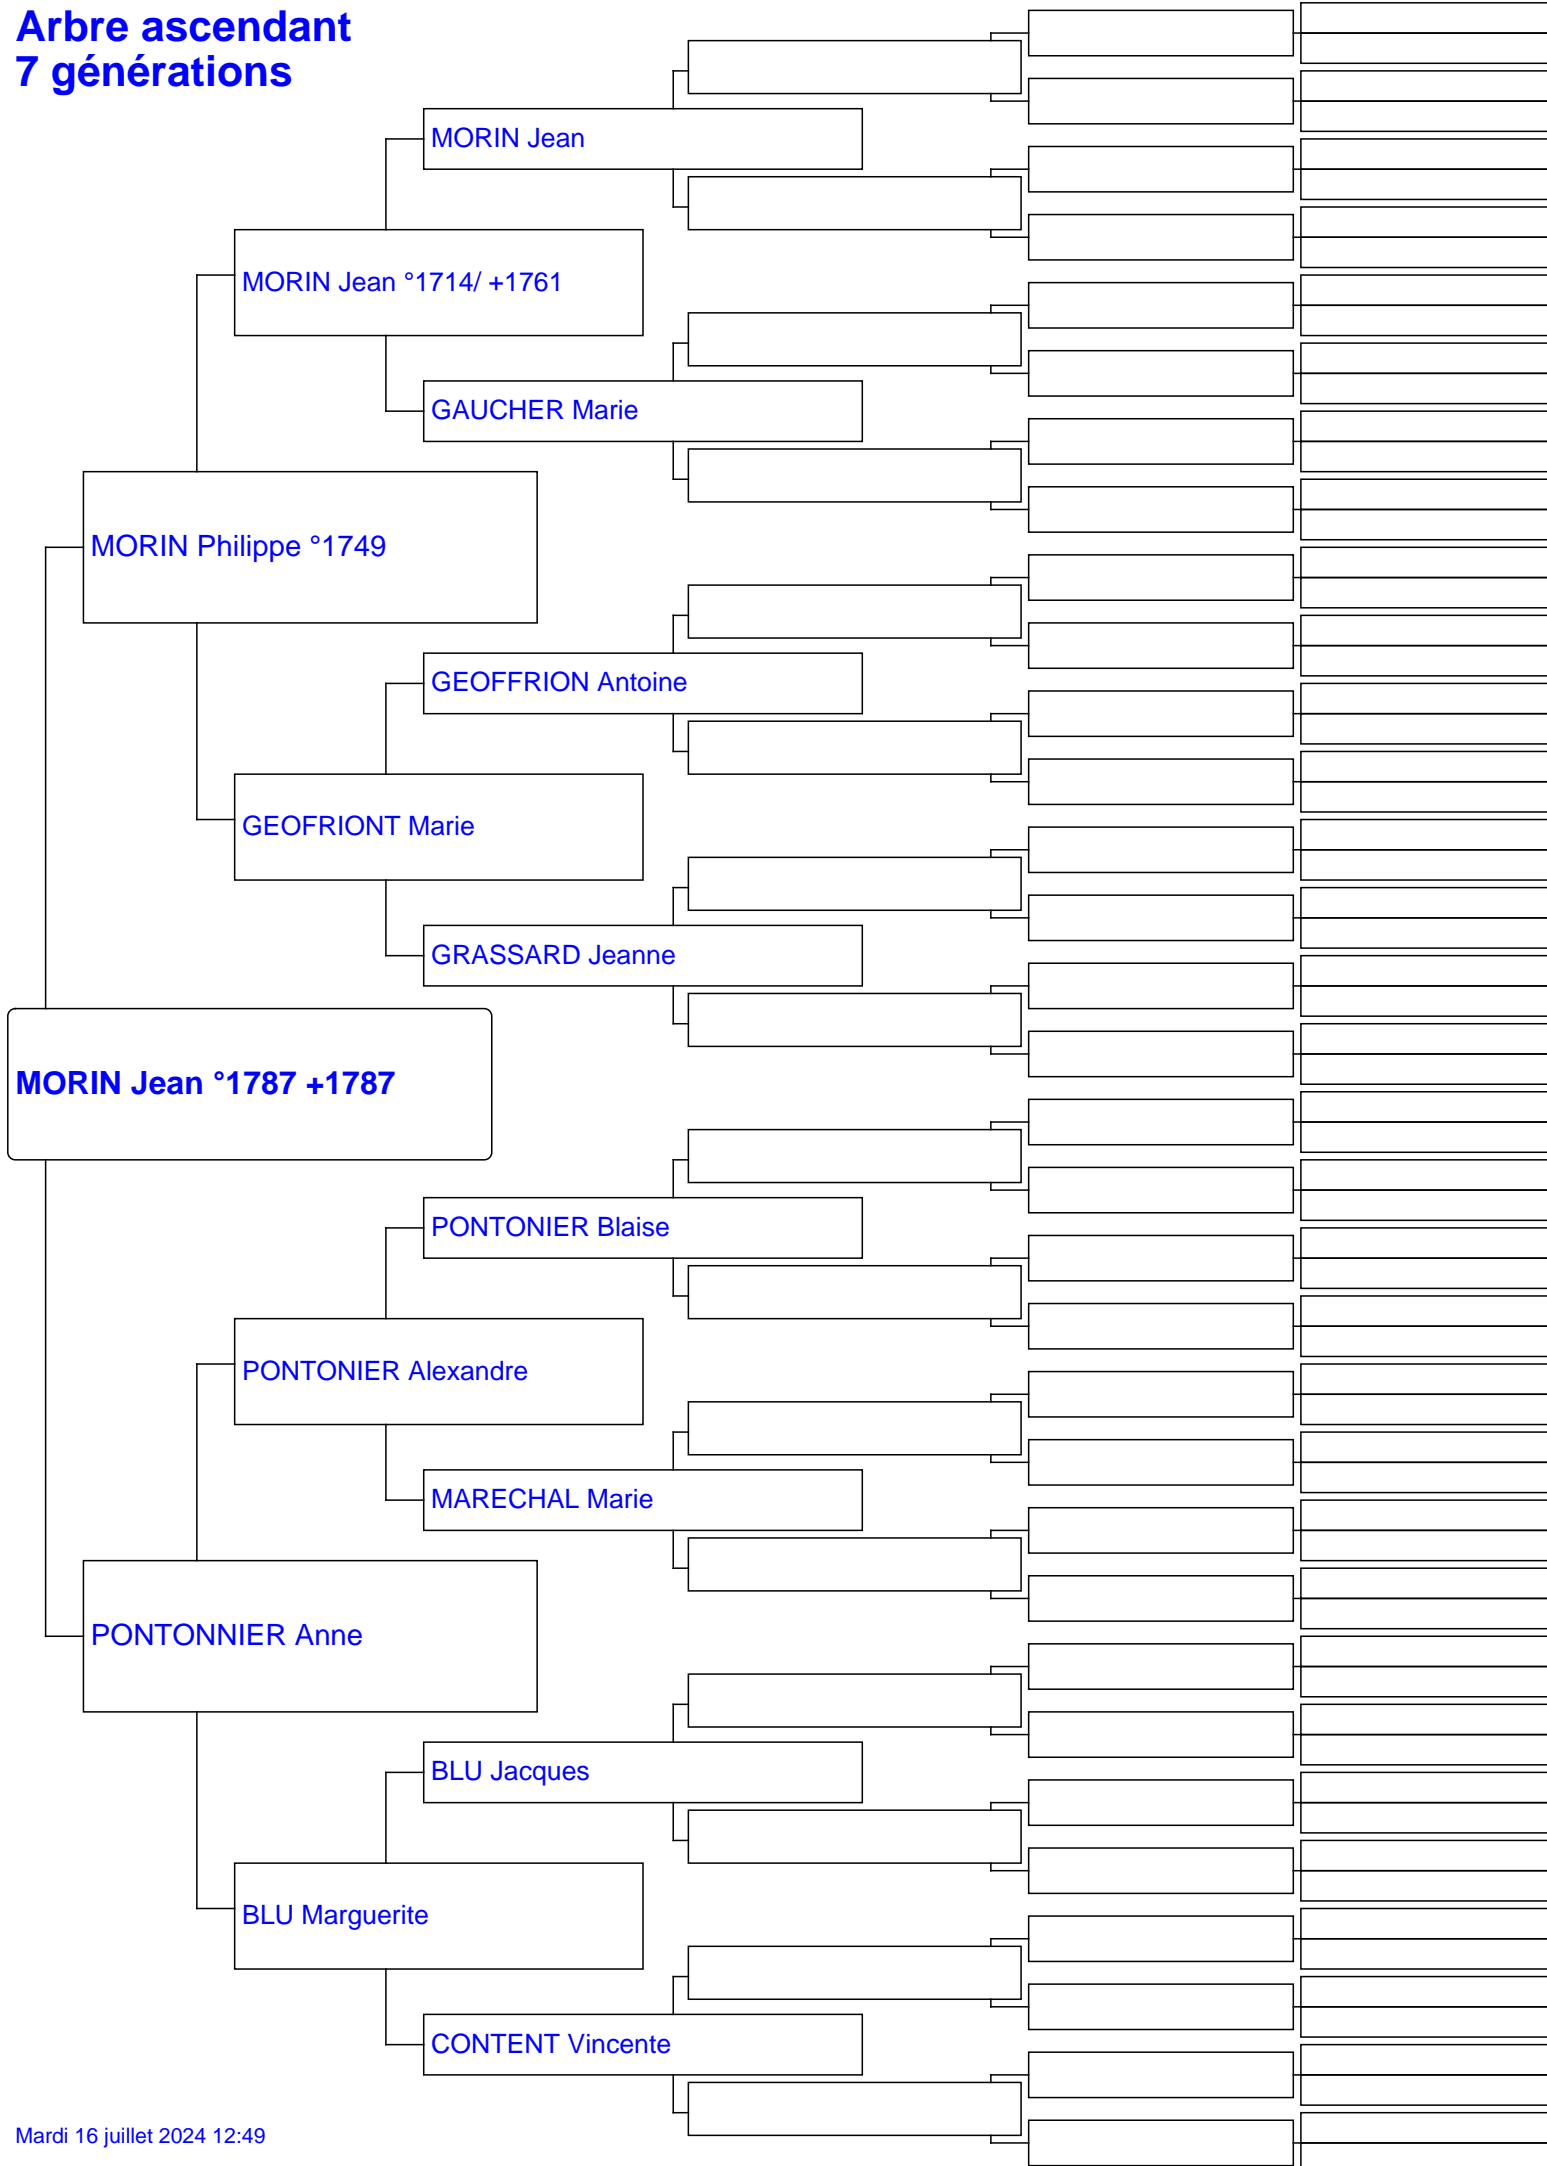 Arbre ascendant
7 générations
MORIN Jean
MORIN Jean °1714/ +1761
GAUCHER Marie
MORIN Philippe °1749
GEOFFRION Antoine
GEOFRIONT Marie
GRASSARD Jeanne
MORIN Jean °1787 +1787
PONTONIER Blaise
PONTONIER Alexandre
MARECHAL Marie
PONTONNIER Anne
BLU Jacques
BLU Marguerite
CONTENT Vincente
Mardi 16 juillet 2024 12:49